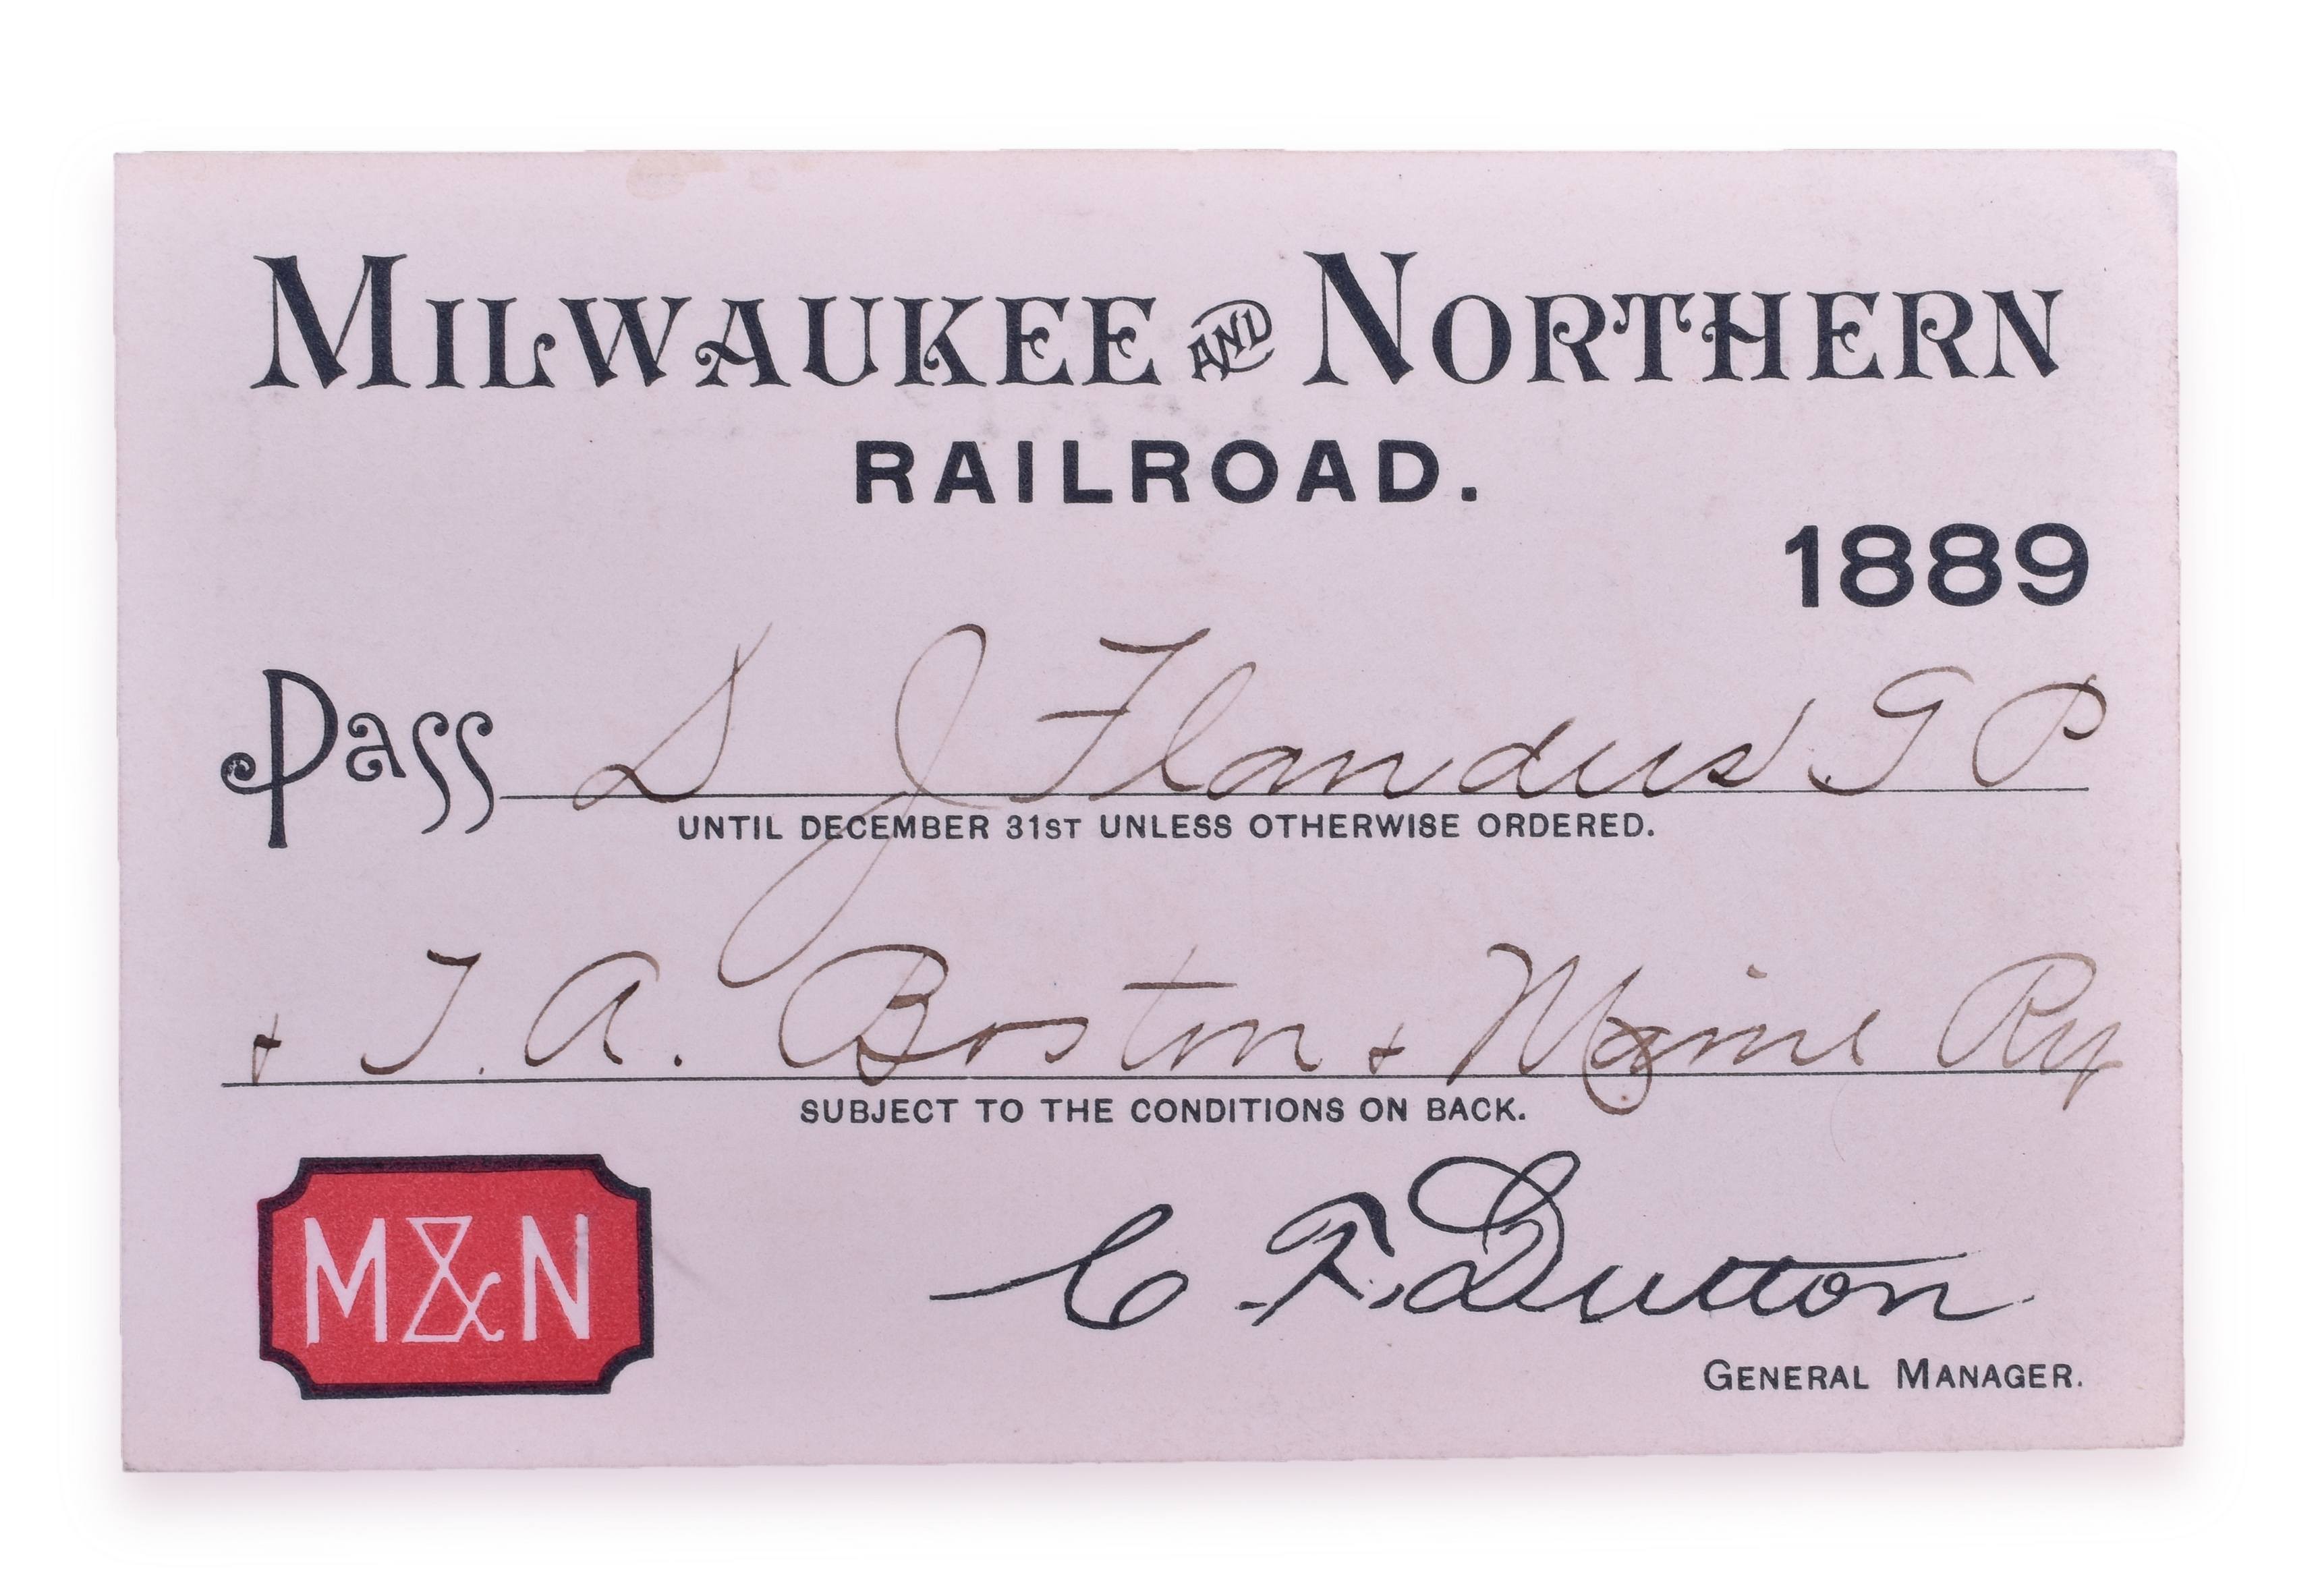 MILWAUKEE AND NORTHERN
RAILROAD.
1889
Pass D J Flanders G P
UNTIL DECEMBER 31ST UNLESS OTHERWISE ORDERED.
& T. A. Boston & Maine Ry
SUBJECT TO THE CONDITIONS ON BACK.
M&N
C. F. Dutton
GENERAL MANAGER.